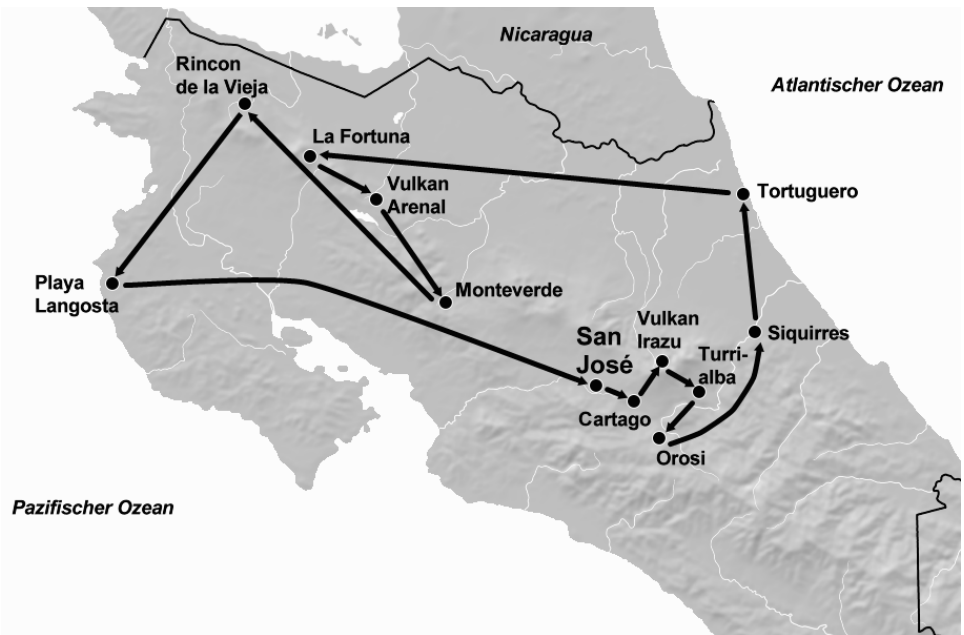 Nicaragua
Atlantischer Ozean
Rincon
de la Vieja
La Fortuna
Vulkan
Arenal
Tortuguero
Playa
Langosta
Monteverde
San
José
Vulkan
Irazu
Turri-
alba
Siquirres
Cartago
Orosi
Pazifischer Ozean